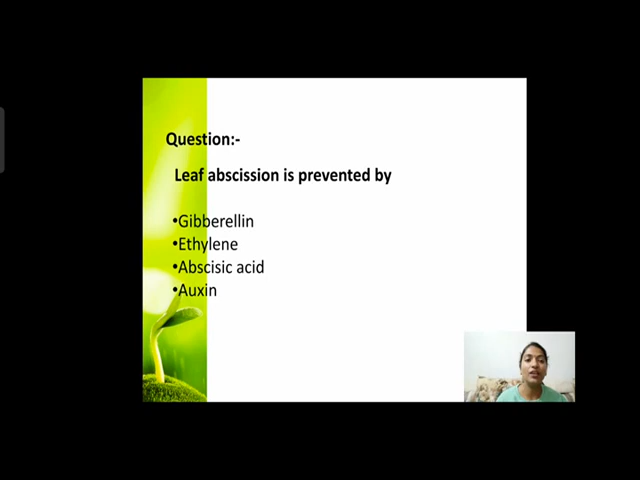 Question:-
Leaf abscission is prevented by
•Gibberellin
•Ethylene
•Abscisic acid
•Auxin